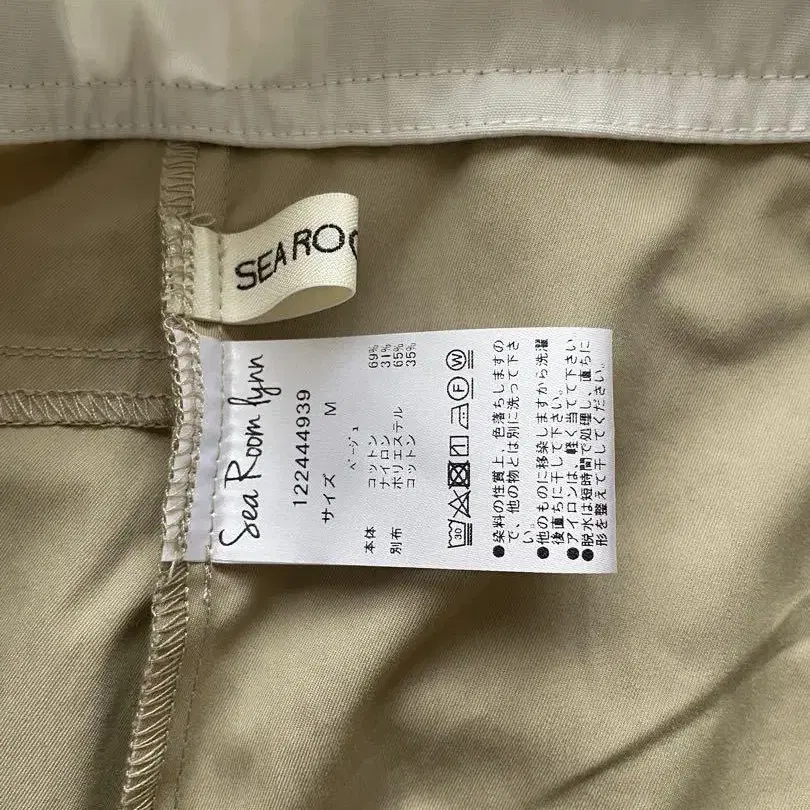 SEA ROO
Sea Room lynn
122444939
サイズ M
ベージュ
本体 コットン 69%
ナイロン 31%
別布 ポリエステル 65%
コットン 35%
30 F W
●染料の性質上、色落ちしますの
で、他の物とは別に洗って下さ
い。
●他のものに移染しますから洗濯
後直ちに干して下さい。
●アイロンは、軽く当てて下さい
●脱水は短時間で処理し、直ちに
形を整えて干してください。